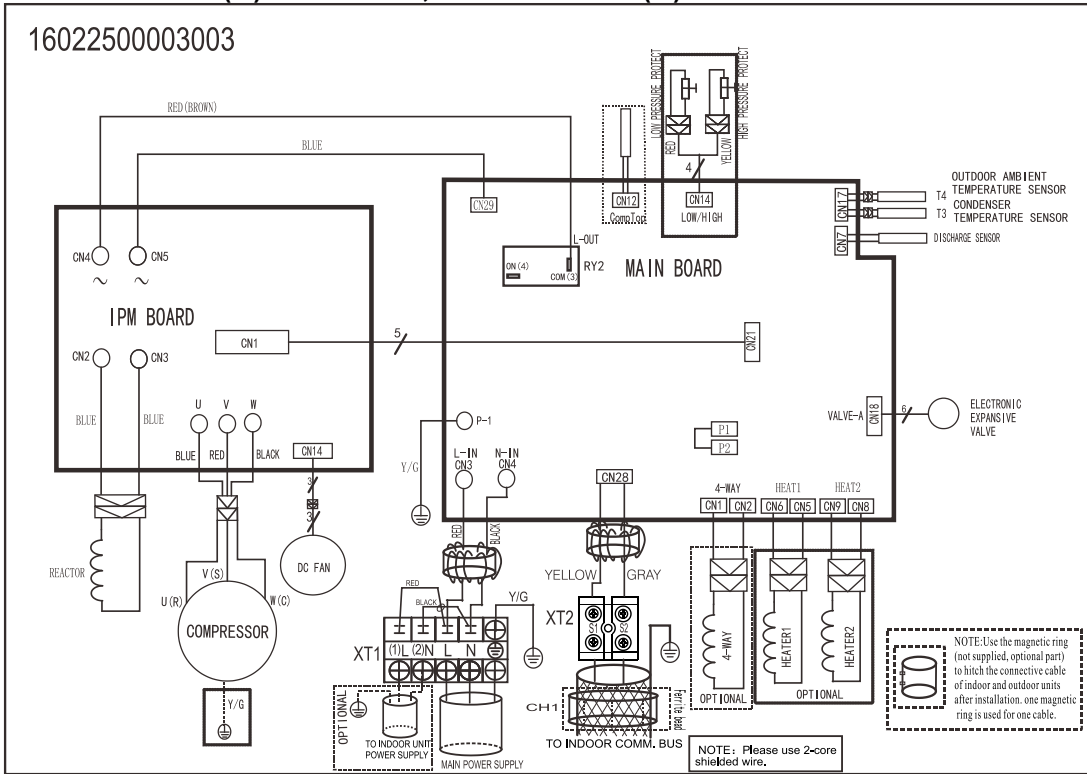 16022500003003
RED(BROWN)
BLUE
LOW PRESSURE PROTECT
HIGH PRESSURE PROTECT
RED
YELLOW
4
CN12
CompTop
CN14
LOW/HIGH
CN29
CN17
CN7
T4
T3
OUTDOOR AMBIENT
TEMPERATURE SENSOR
CONDENSER
TEMPERATURE SENSOR
DISCHARGE SENSOR
L-OUT
ON(4)
COM(3)
RY2
MAIN BOARD
CN4
CN5
IPM BOARD
CN1
5
CN21
CN2
CN3
BLUE
BLUE
U
V
W
BLUE
RED
BLACK
CN14
3
3
DC FAN
REACTOR
V(S)
U(R)
W(C)
COMPRESSOR
Y/G
P-1
Y/G
L-IN
CN3
N-IN
CN4
RED
BLACK
CN28
P1
P2
VALVE-A
CN18
6
ELECTRONIC
EXPANSIVE
VALVE
4-WAY
HEAT1
HEAT2
CN1
CN2
CN6
CN5
CN9
CN8
YELLOW
GRAY
RED
BLACK
Y/G
XT1
(1)L
(2)N
L
N
XT2
S1
S2
4-WAY
OPTIONAL
HEATER1
HEATER2
OPTIONAL
OPTIONAL
TO INDOOR UNIT
POWER SUPPLY
MAIN POWER SUPPLY
CH1
Ferrite bead
TO INDOOR COMM. BUS
NOTE: Please use 2-core
shielded wire.
NOTE:Use the magnetic ring
(not supplied, optional part)
to hitch the connective cable
of indoor and outdoor units
after installation. one magnetic
ring is used for one cable.